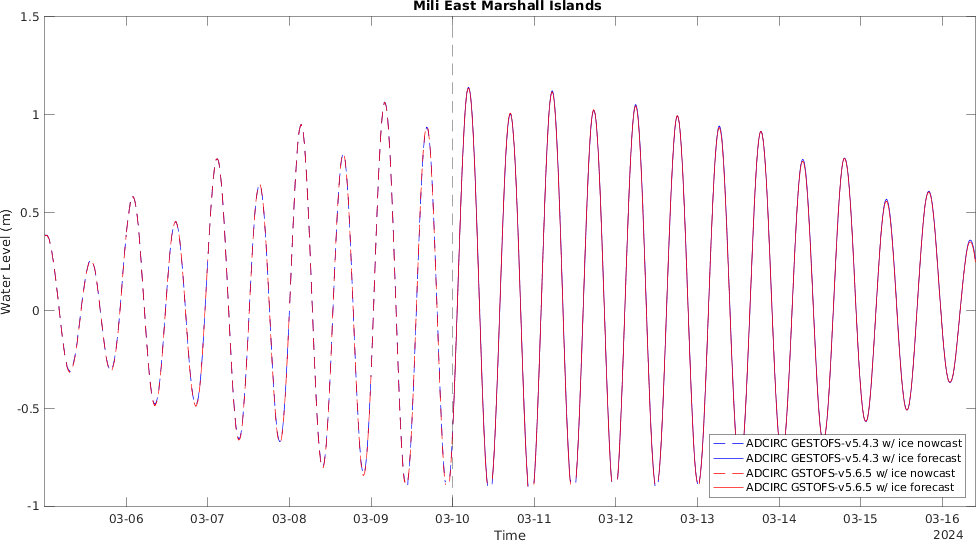 Mili East Marshall Islands
1.5
1
0.5
0
-0.5
-1
Water Level (m)
03-06 03-07 03-08 03-09 03-10 03-11 03-12 03-13 03-14 03-15 03-16
Time
2024
ADCIRC GESTOFS-v5.4.3 w/ ice nowcast
ADCIRC GESTOFS-v5.4.3 w/ ice forecast
ADCIRC GSTOFS-v5.6.5 w/ ice nowcast
ADCIRC GSTOFS-v5.6.5 w/ ice forecast